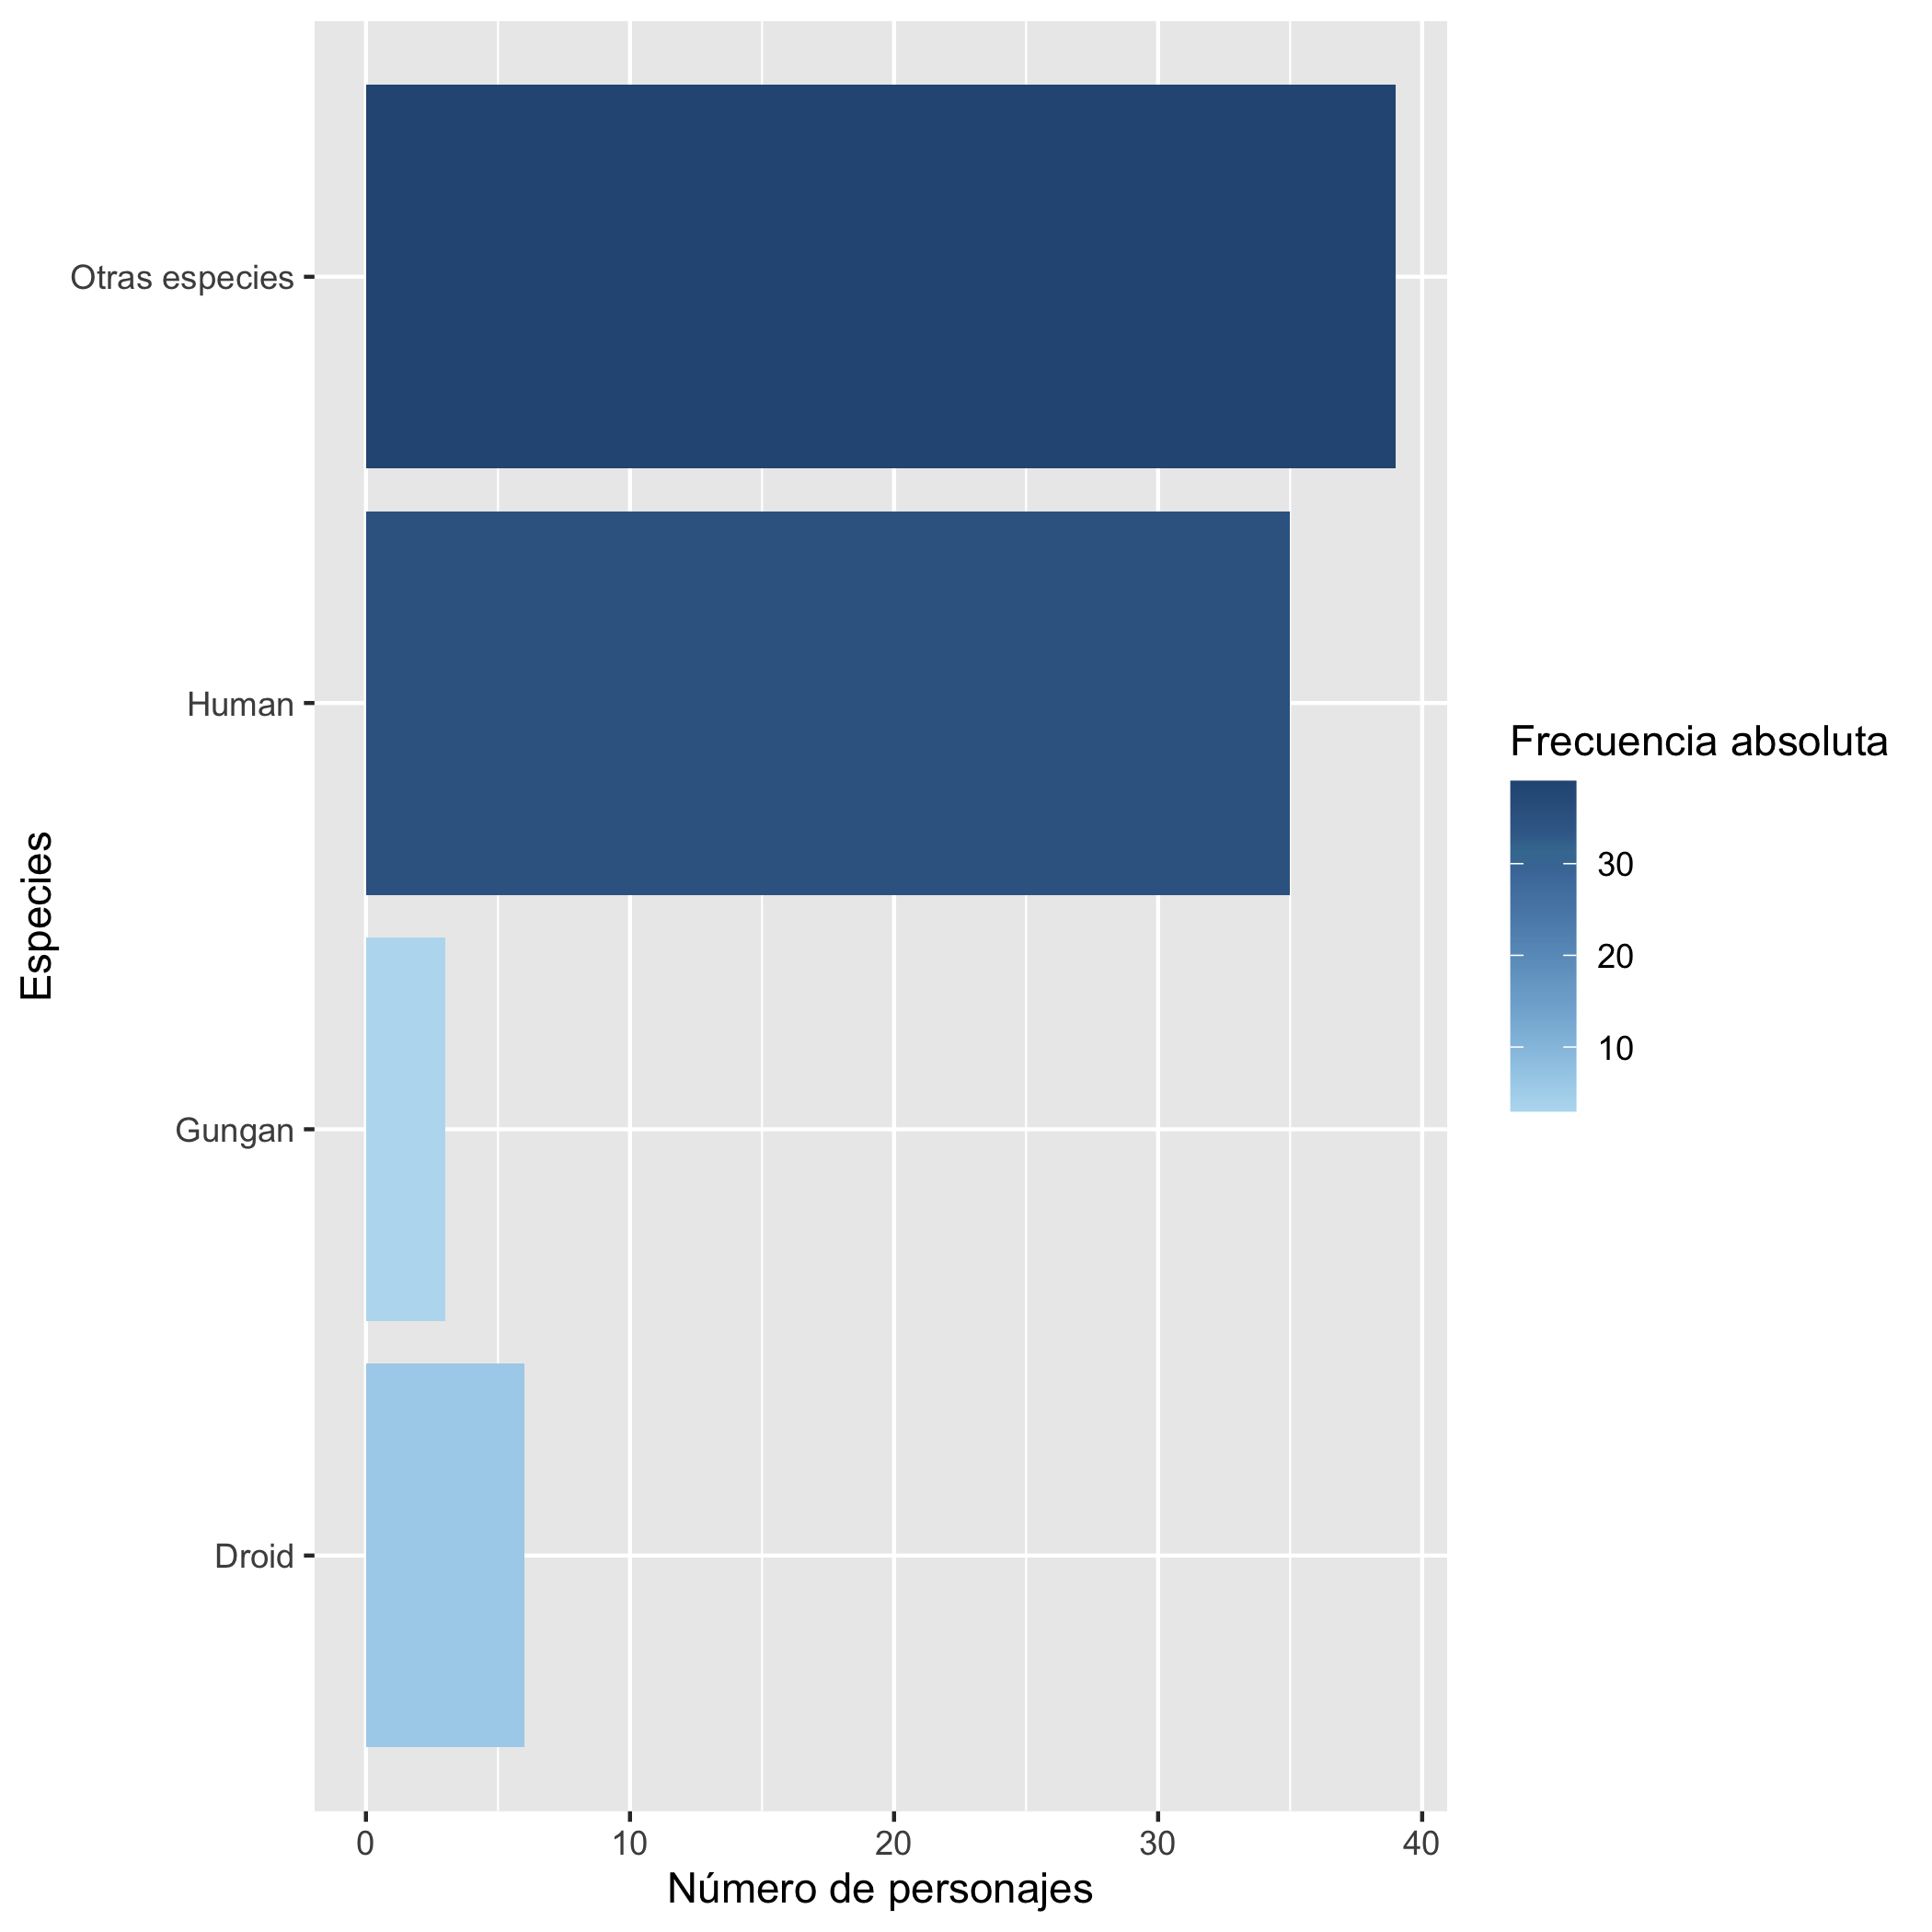 Otras especies
Human
Gungan
Droid
Especies
0 10 20 30 40
Número de personajes
Frecuencia absoluta
30
20
10